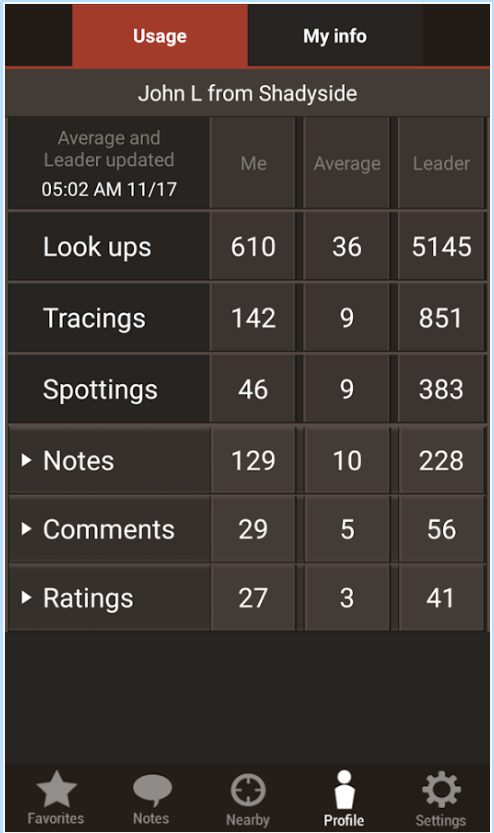 Usage My info
John L from Shadyside
Average and
Leader updated
05:02 AM 11/17
Me Average Leader
Look ups 610 36 5145
Tracings 142 9 851
Spottings 46 9 383
Notes 129 10 228
Comments 29 5 56
Ratings 27 3 41
Favorites Notes Nearby Profile Settings